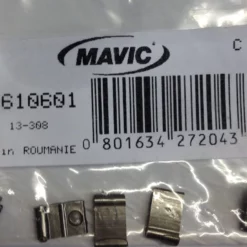 MAVIC C
610601
13-308
in ROUMANIE
0 801634 272043